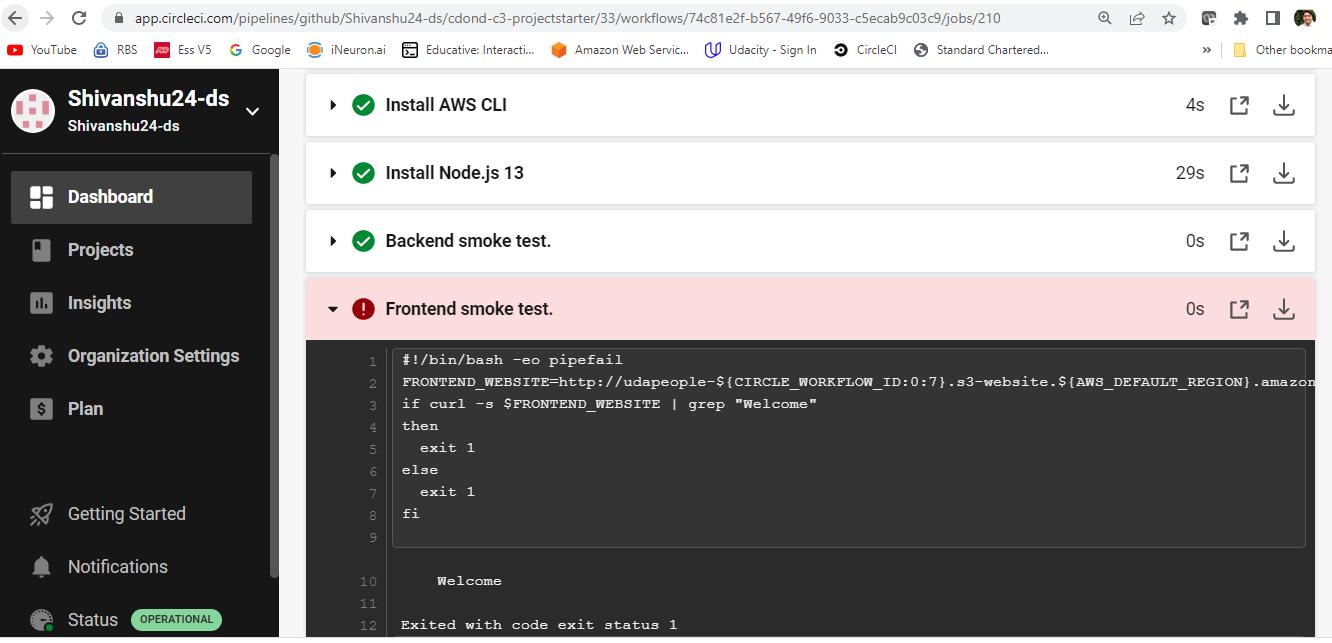 app.circleci.com/pipelines/github/Shivanshu24-ds/cdond-c3-projectstarter/33/workflows/74c81e2f-b567-49f6-9033-c5ecab9c03c9/jobs/210
YouTube RBS Ess V5 Google iNeuron.ai Educative: Interacti... Amazon Web Servic... Udacity - Sign In CircleCI Standard Chartered... » Other bookma
Shivanshu24-ds
Shivanshu24-ds
Dashboard
Projects
Insights
Organization Settings
Plan
Getting Started
Notifications
Status OPERATIONAL
Install AWS CLI 4s
Install Node.js 13 29s
Backend smoke test. 0s
Frontend smoke test. 0s
1 #!/bin/bash -eo pipefail
2 FRONTEND_WEBSITE=http://udapeople-${CIRCLE_WORKFLOW_ID:0:7}.s3-website.${AWS_DEFAULT_REGION}.amazon
3 if curl -s $FRONTEND_WEBSITE | grep "Welcome"
4 then
5 exit 1
6 else
7 exit 1
8 fi
9
10 Welcome
11
12 Exited with code exit status 1